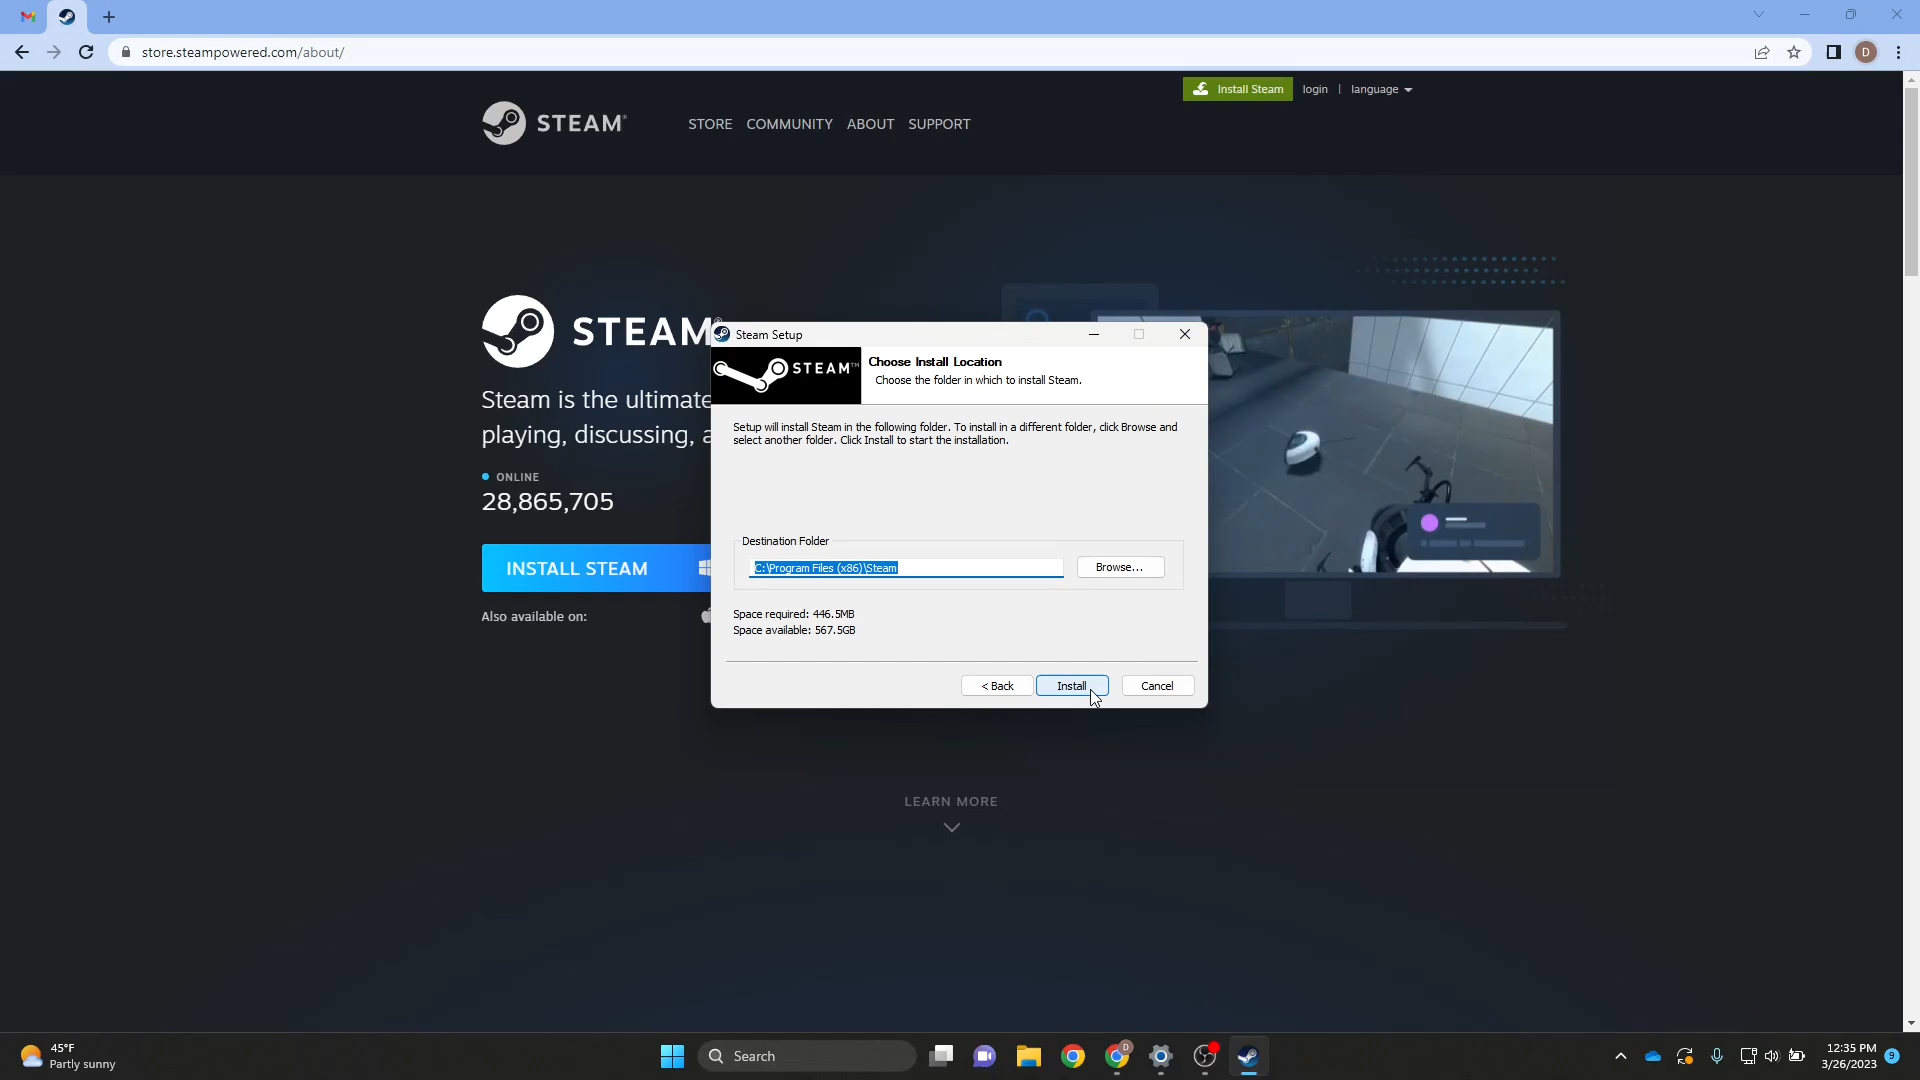 store.steampowered.com/about/
D
Install Steam
login
|
language
STEAM
STORE
COMMUNITY
ABOUT
SUPPORT
STEAM
Steam is the ultimate
playing, discussing, a
ONLINE
28,865,705
INSTALL STEAM
Also available on:
Steam Setup
STEAM™
Choose Install Location
Choose the folder in which to install Steam.
Setup will install Steam in the following folder. To install in a different folder, click Browse and
select another folder. Click Install to start the installation.
Destination Folder
C:\Program Files (x86)\Steam
Browse...
Space required: 446.5MB
Space available: 567.5GB
< Back
Install
Cancel
LEARN MORE
45°F
Partly sunny
Search
D
12:35 PM
3/26/2023
9